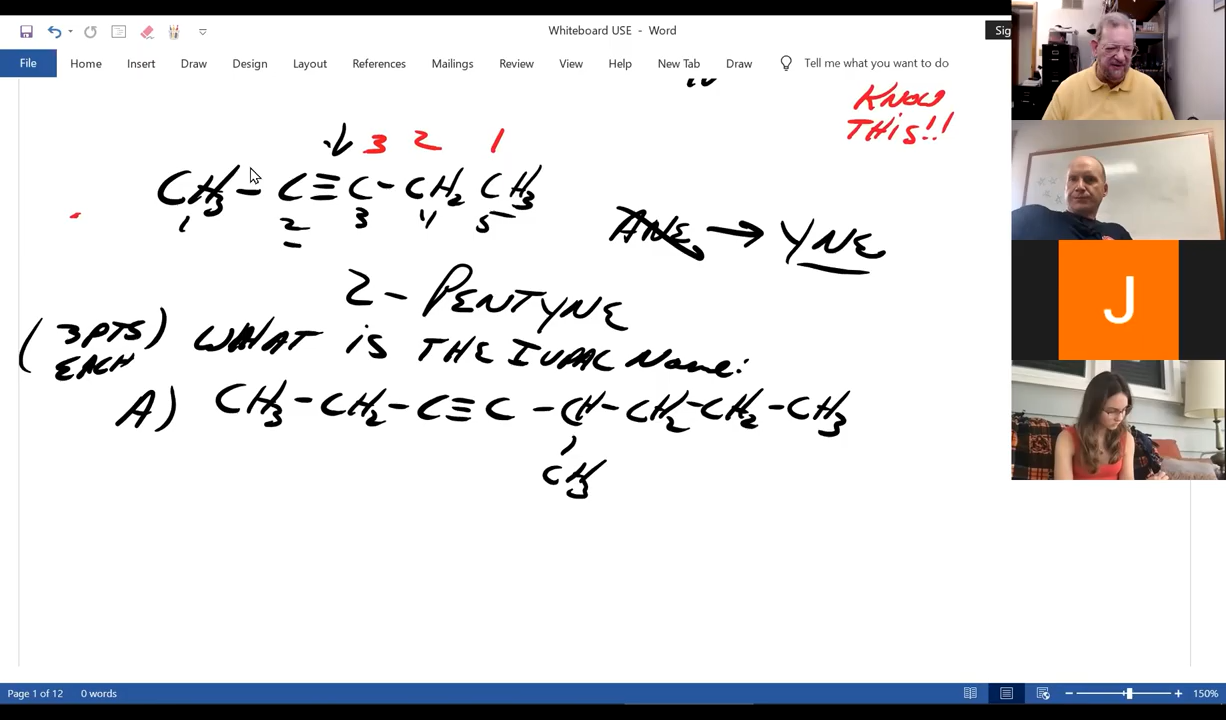 Whiteboard USE - Word
Sig
File Home Insert Draw Design Layout References Mailings Review View Help New Tab Draw Tell me what you want to do
KNOW
THIS!!
3 2 1
CH3 - C ≡ C - CH2 CH3
1 2 3 4 5
ANE → YNE
2 - PENTYNE
(3 PTS) WHAT is THE IUPAC Name:
EACH
A) CH3 - CH2 - C ≡ C - CH - CH2 - CH2 - CH3
CH3
J
Page 1 of 12 0 words 150%